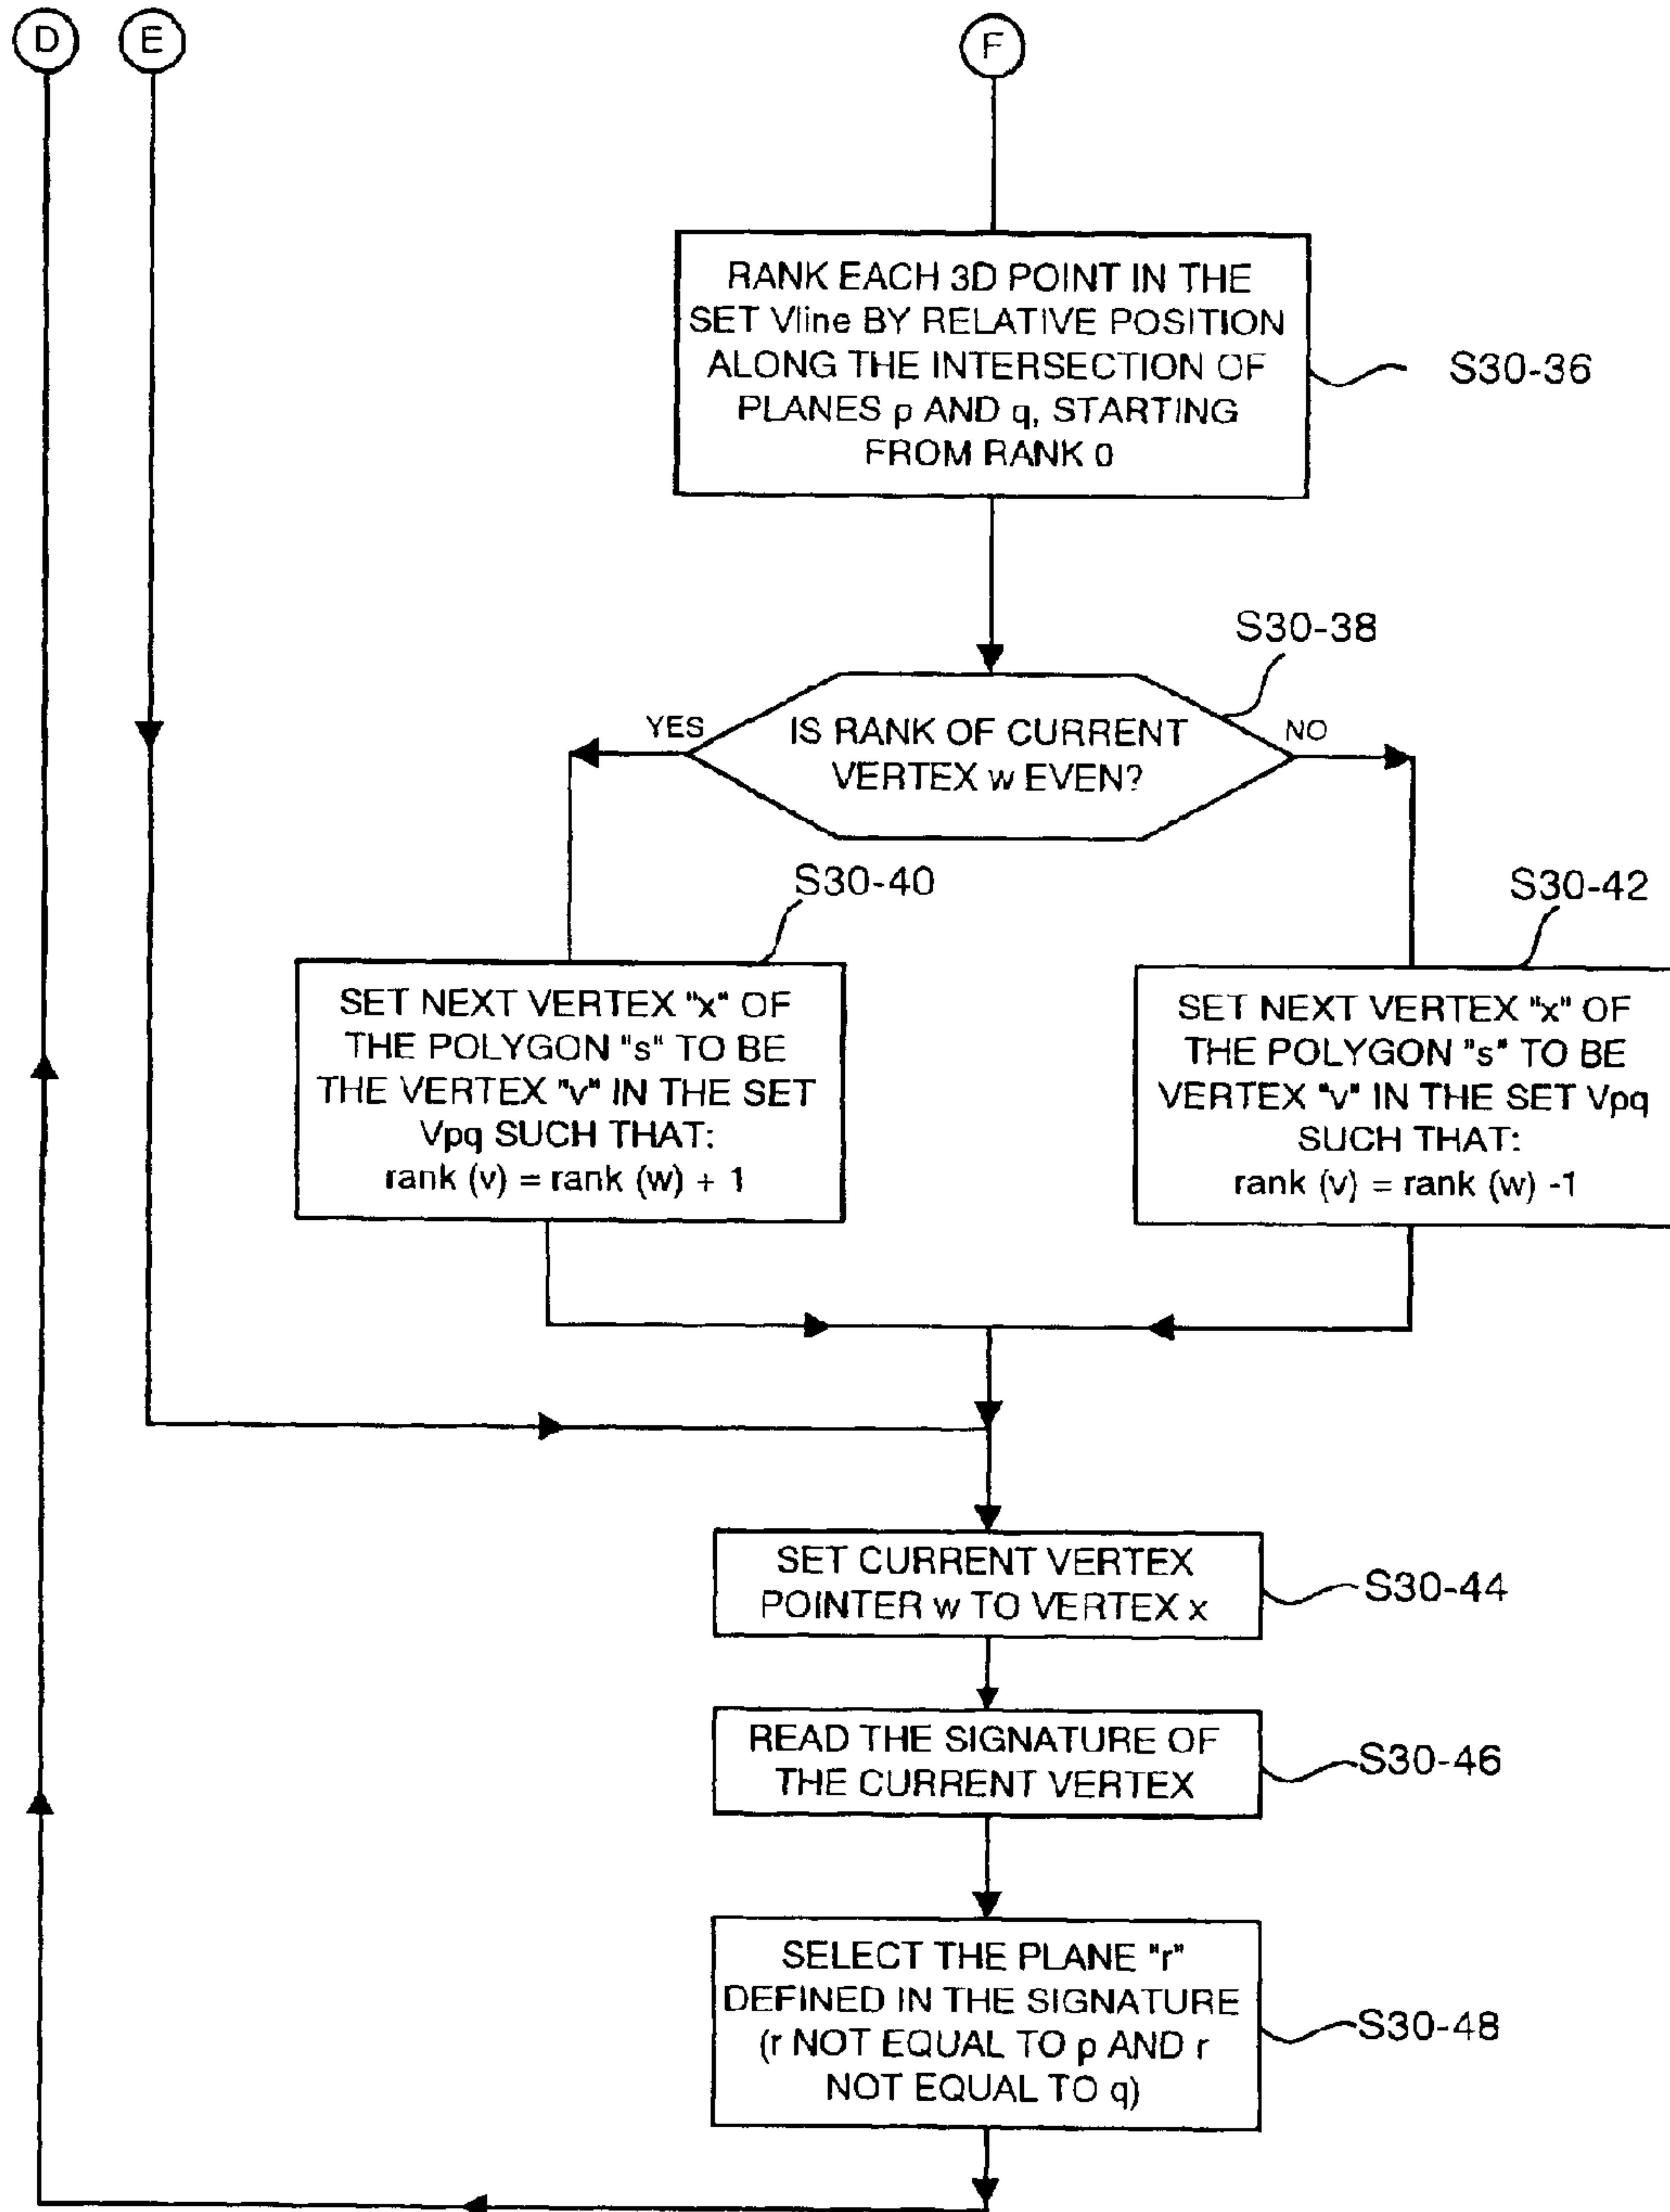 D
E
F
RANK EACH 3D POINT IN THE
SET Vline BY RELATIVE POSITION
ALONG THE INTERSECTION OF
PLANES p AND q, STARTING
FROM RANK 0
S30-36
S30-38
YES
IS RANK OF CURRENT
VERTEX w EVEN?
NO
S30-40
S30-42
SET NEXT VERTEX "x" OF
THE POLYGON "s" TO BE
THE VERTEX "v" IN THE SET
Vpq SUCH THAT:
rank (v) = rank (w) + 1
SET NEXT VERTEX "x" OF
THE POLYGON "s" TO BE
VERTEX "v" IN THE SET Vpq
SUCH THAT:
rank (v) = rank (w) -1
SET CURRENT VERTEX
POINTER w TO VERTEX x
S30-44
READ THE SIGNATURE OF
THE CURRENT VERTEX
S30-46
SELECT THE PLANE "r"
DEFINED IN THE SIGNATURE
(r NOT EQUAL TO p AND r
NOT EQUAL TO q)
S30-48